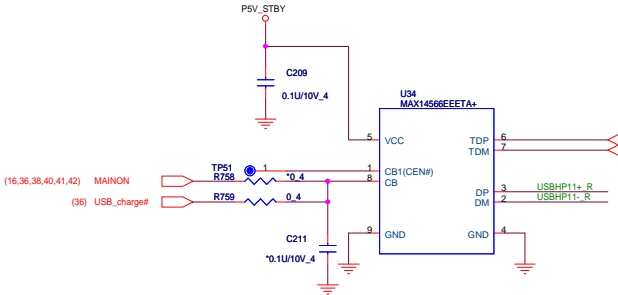 P5V_STBY
C209
0.1U/10V_4
U34
MAX14566EEETA+
5
VCC
TDP
6
TDM
7
TP51
1
1
CB1(CEN#)
(16,36,38,40,41,42)
MAINON
R758
*0_4
8
CB
DP
3
USBHP11+_R
(36)
USB_charge#
R759
0_4
DM
2
USBHP11-_R
C211
9
GND
GND
4
*0.1U/10V_4